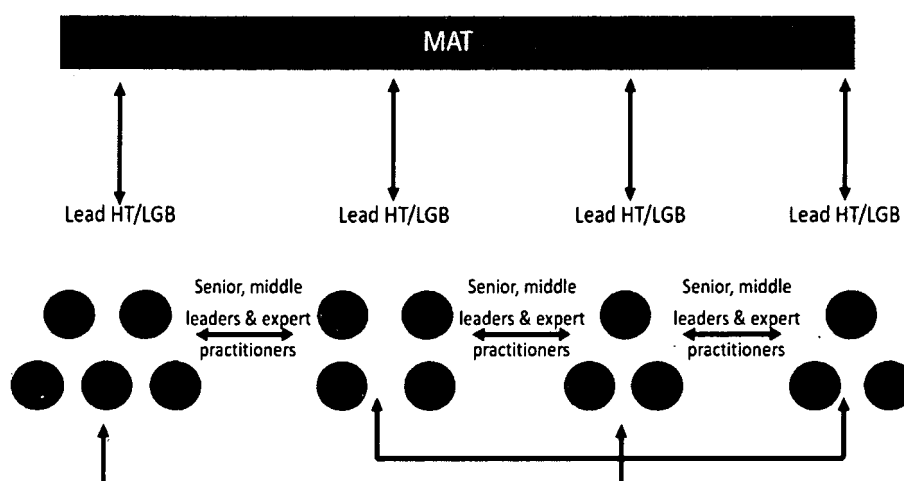 MAT
Lead HT/LGB
Lead HT/LGB
Lead HT/LGB
Lead HT/LGB
Senior, middle
leaders & expert
practitioners
Senior, middle
leaders & expert
practitioners
Senior, middle
leaders & expert
practitioners